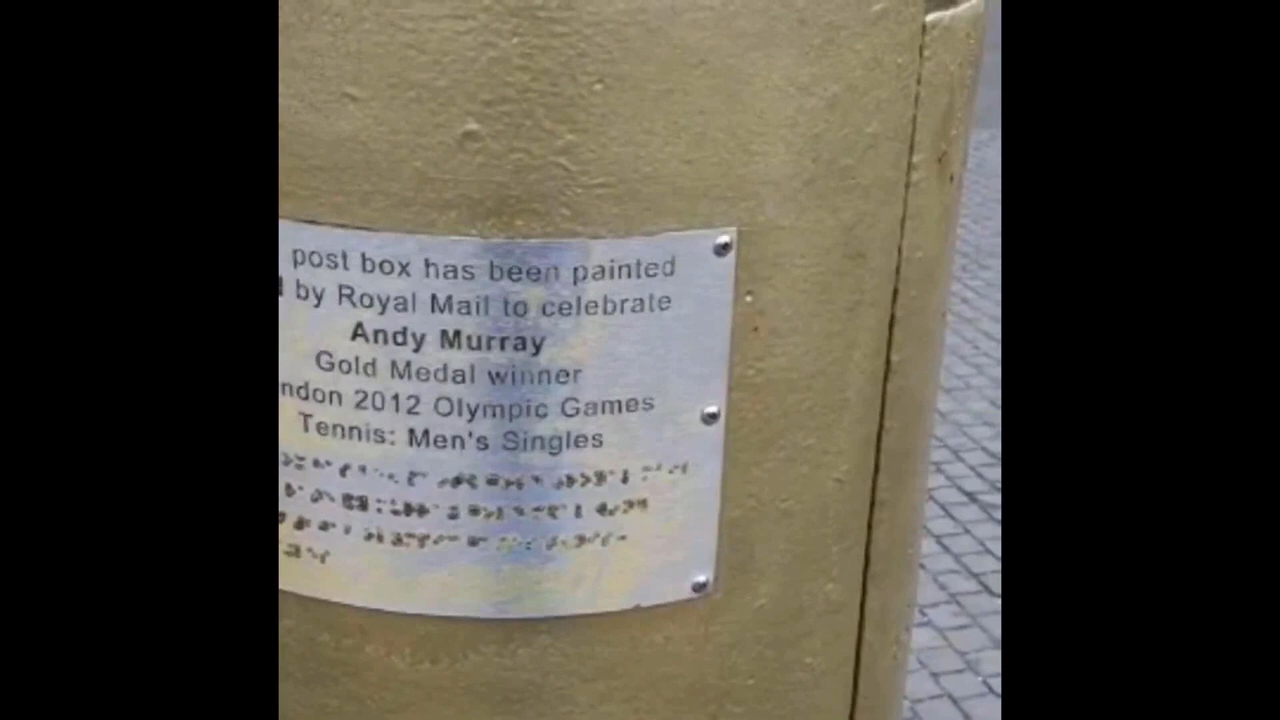 post box has been painted
by Royal Mail to celebrate
Andy Murray
Gold Medal winner
ndon 2012 Olympic Games
Tennis: Men's Singles